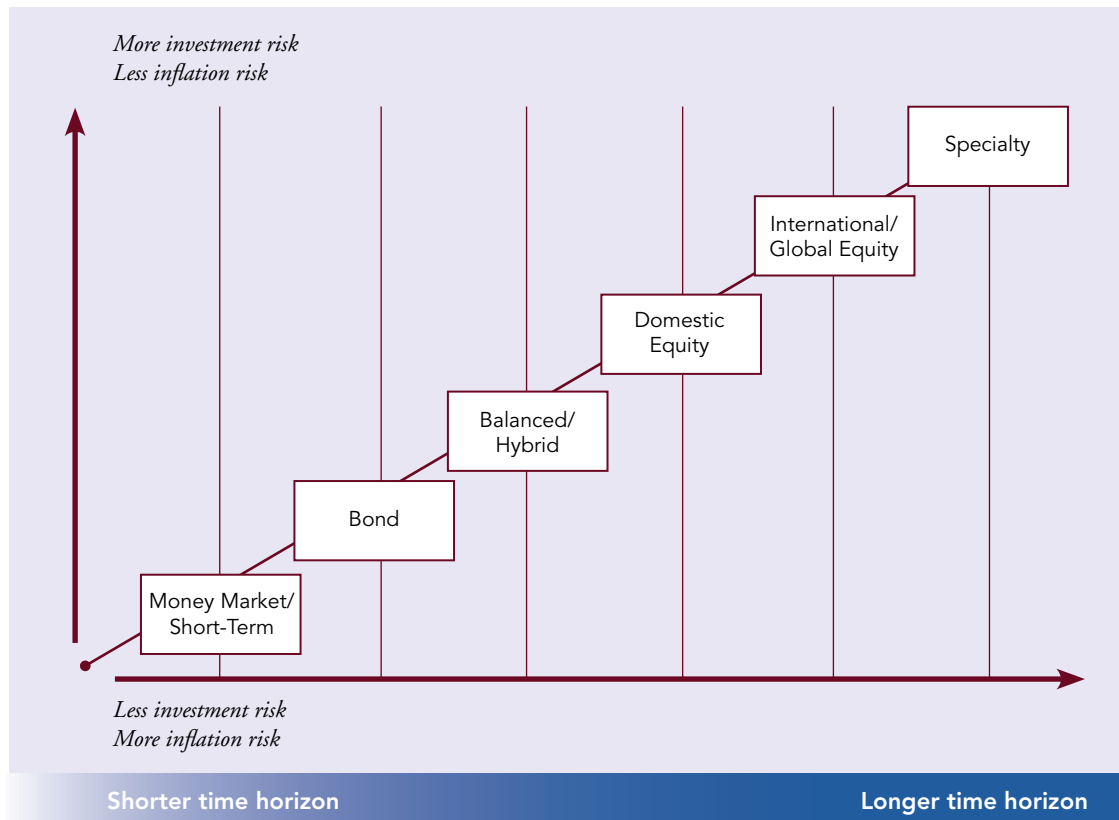 More investment risk
Less inflation risk
Specialty
International/
Global Equity
Domestic
Equity
Balanced/
Hybrid
Bond
Money Market/
Short-Term
Less investment risk
More inflation risk
Shorter time horizon
Longer time horizon